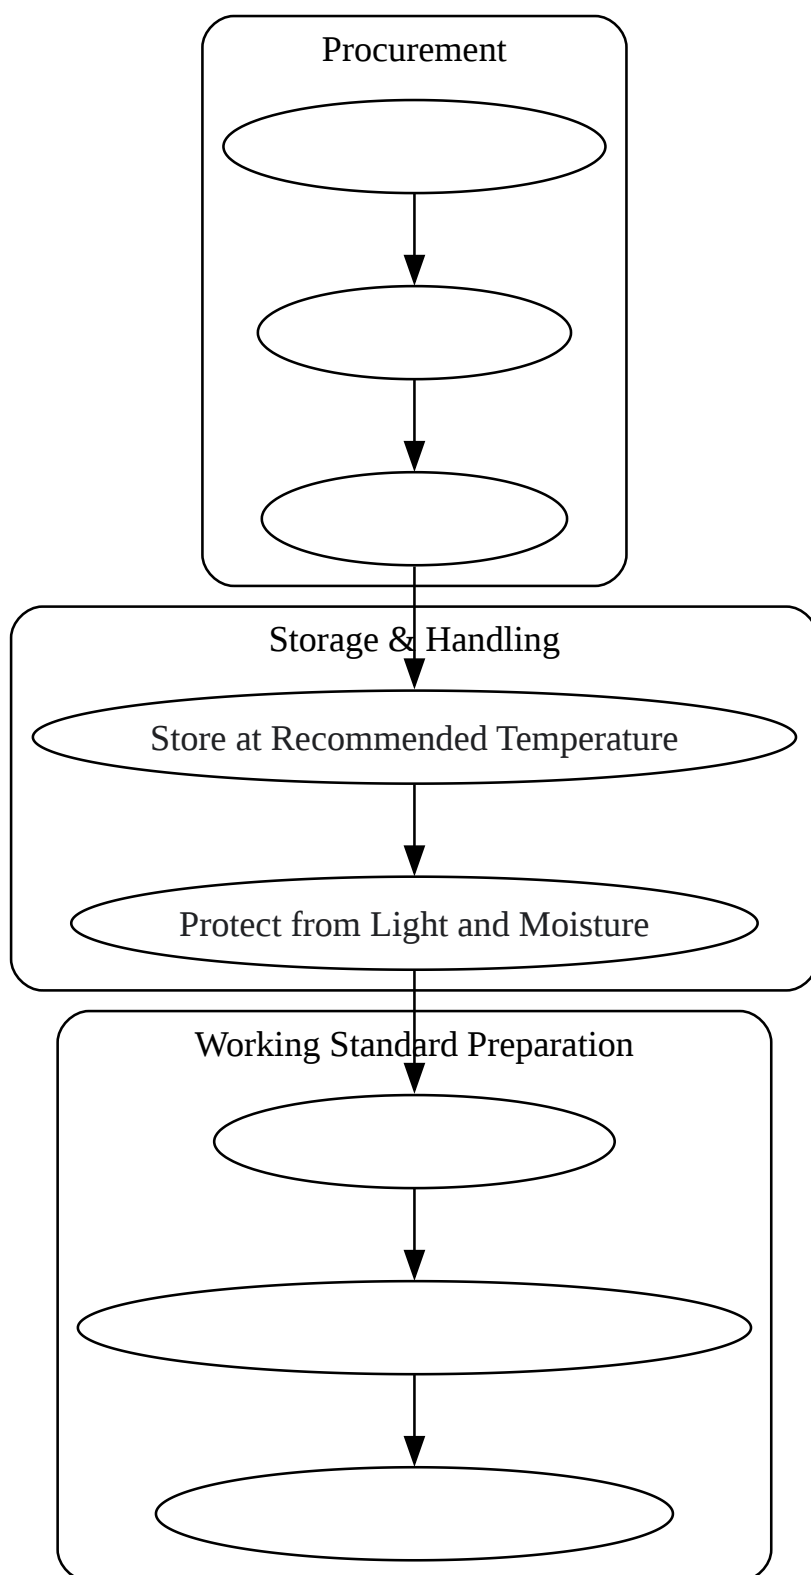 Procurement
Storage & Handling
Store at Recommended Temperature
Protect from Light and Moisture
Working Standard Preparation